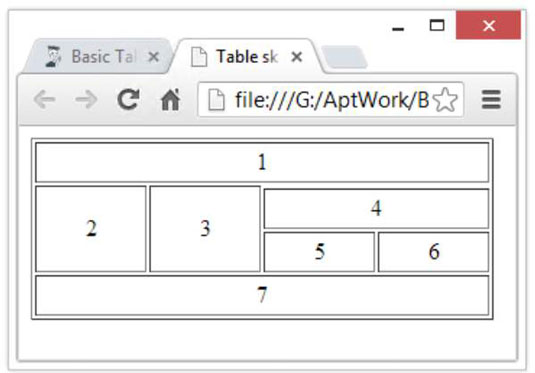 Basic Tal
Table sk
file:///G:/AptWork/B
1
2 3 4
5 6
7